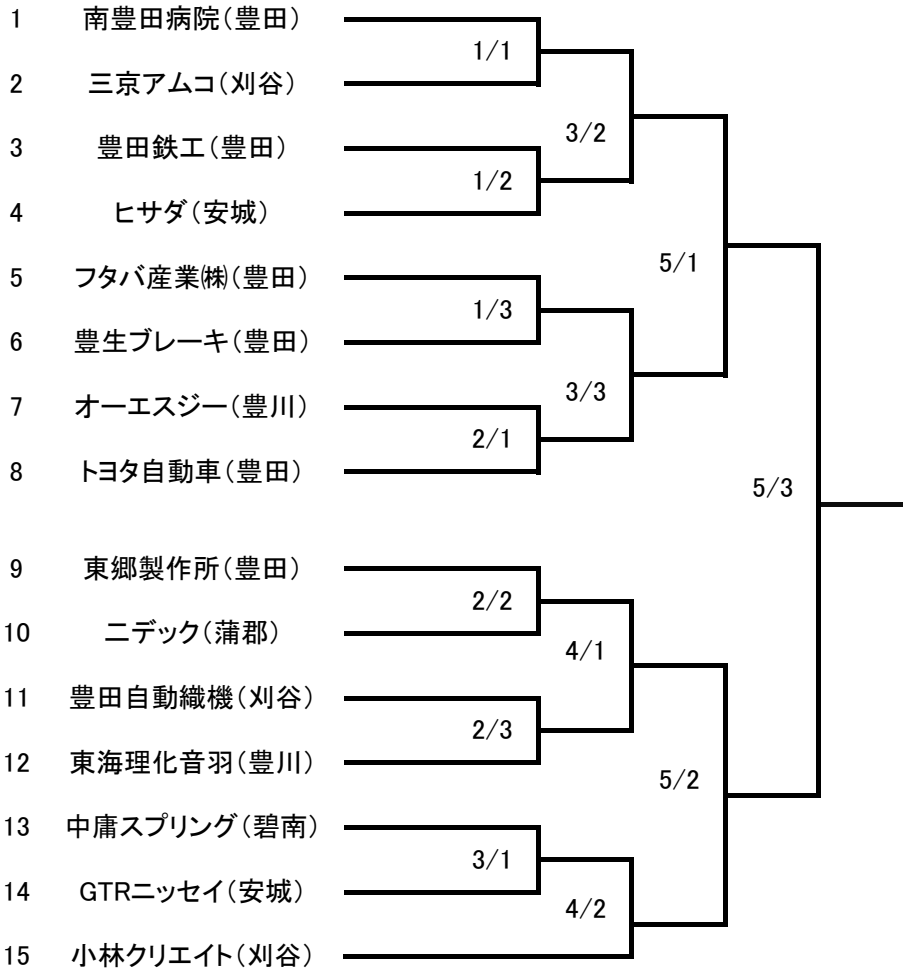 1 南豊田病院(豊田)
1/1
2 三京アムコ(刈谷)
3/2
3 豊田鉄工(豊田)
1/2
4 ヒサダ(安城)
5/1
5 フタバ産業㈱(豊田)
1/3
6 豊生ブレーキ(豊田)
3/3
7 オーエスジー(豊川)
2/1
8 トヨタ自動車(豊田)
5/3
9 東郷製作所(豊田)
2/2
10 ニデック(蒲郡)
4/1
11 豊田自動織機(刈谷)
2/3
12 東海理化音羽(豊川)
5/2
13 中庸スプリング(碧南)
3/1
14 GTRニッセイ(安城)
4/2
15 小林クリエイト(刈谷)